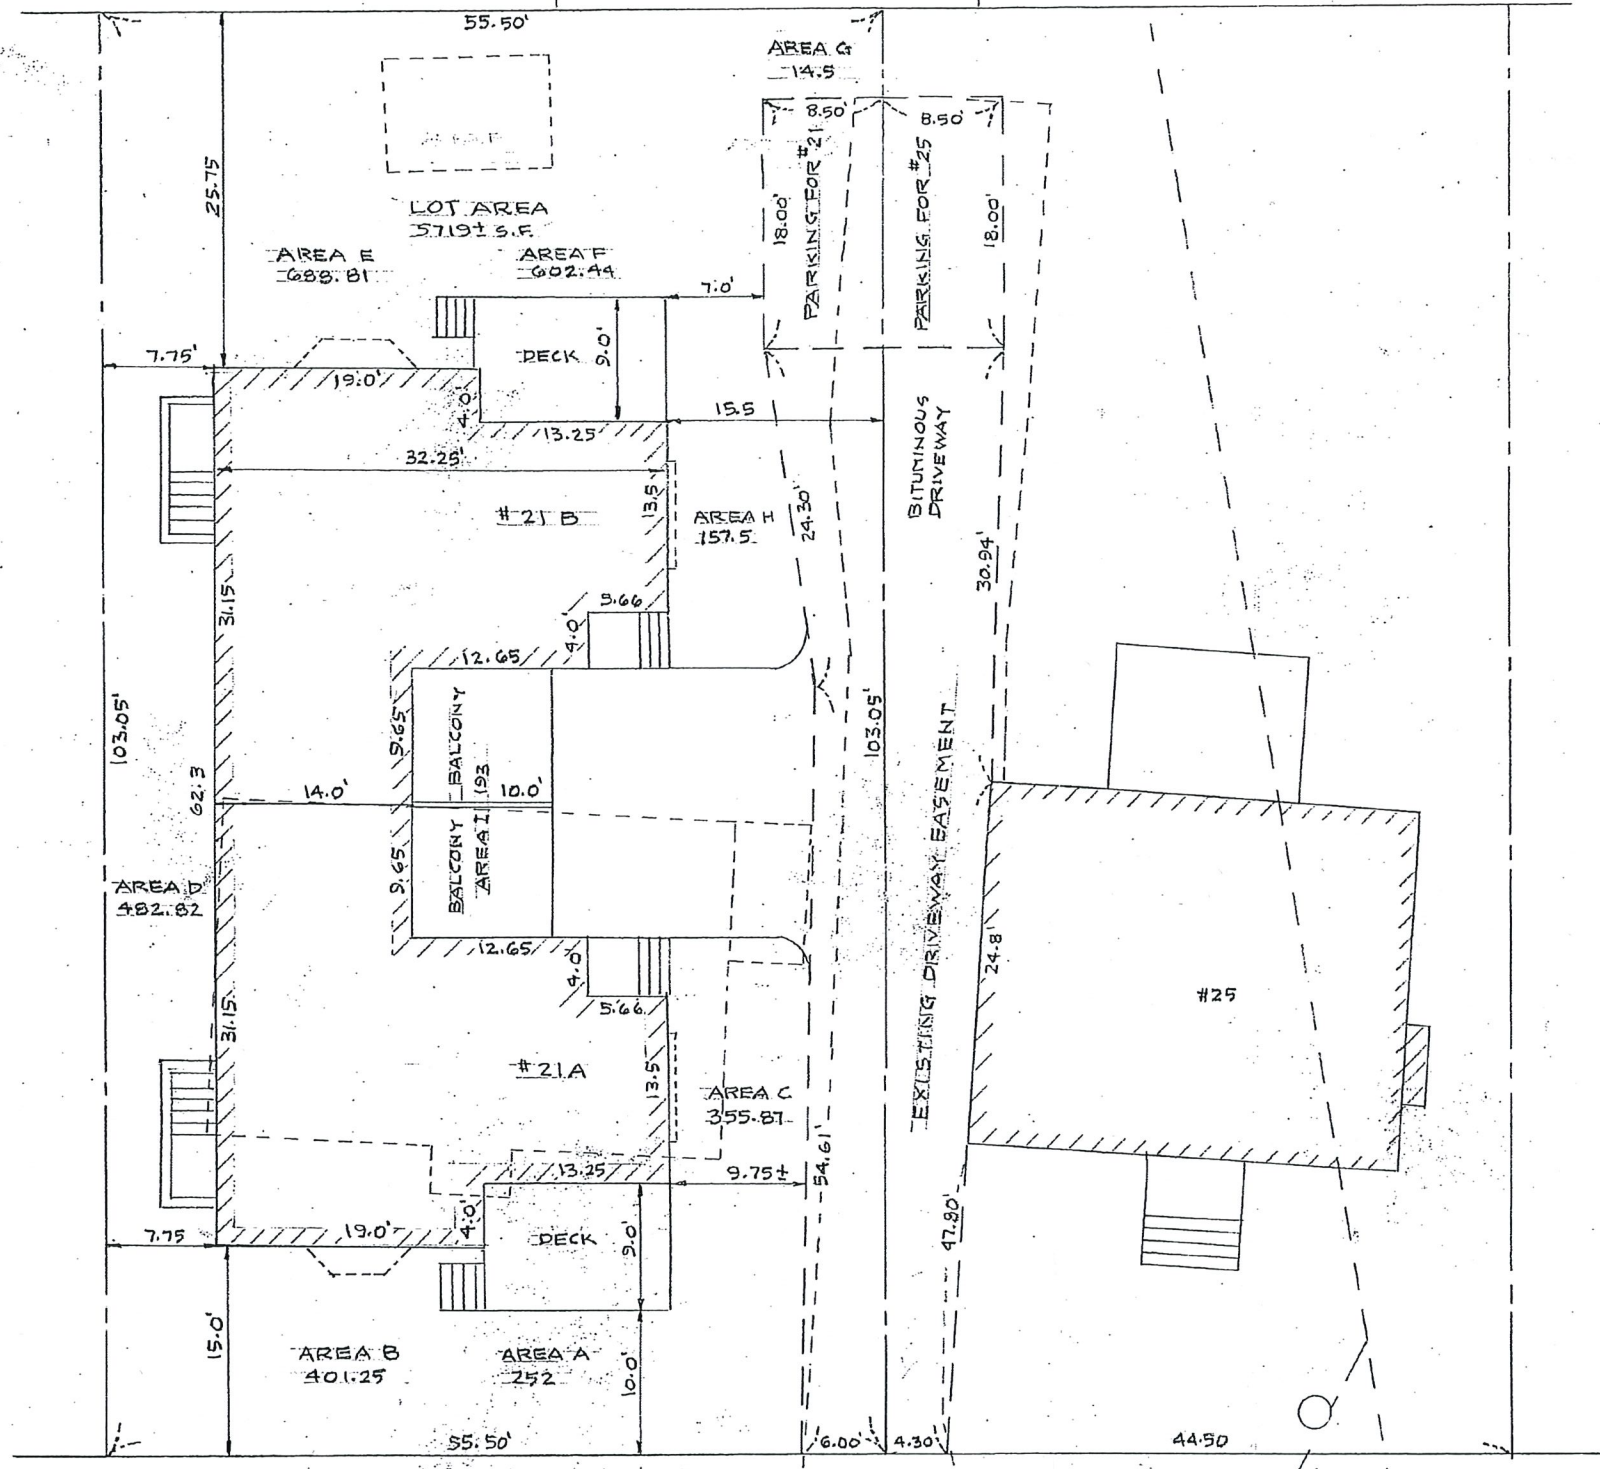 55.50'
AREA G
14.5
8.50'
8.50'
PARKING FOR #21
PARKING FOR #25
18.00'
18.00'
25.75
LOT AREA
5719± S.F.
AREA E
688.81
AREA F
602.44
7.0'
7.75'
19.0'
4.0'
DECK
9.0'
13.25'
15.5
32.25'
BITUMINOUS
DRIVEWAY
#21 B
13.5'
AREA H
157.5
24.30'
30.94'
31.15'
5.66
4.0'
12.65'
103.05'
62.3
9.65'
BALCONY
BALCONY
AREA I 193
14.0'
10.0'
103.05'
EXISTING DRIVEWAY EASEMENT
9.65'
AREA D
482.82
12.65'
4.0'
5.66
24.8'
#25
31.15'
#21A
13.5'
AREA C
355.87
54.61'
13.25
9.75±
7.75
19.0'
4.0'
DECK
9.0'
47.80'
15.0'
AREA B
401.25
AREA A
252
10.0'
55.50'
6.00'
4.30'
44.50